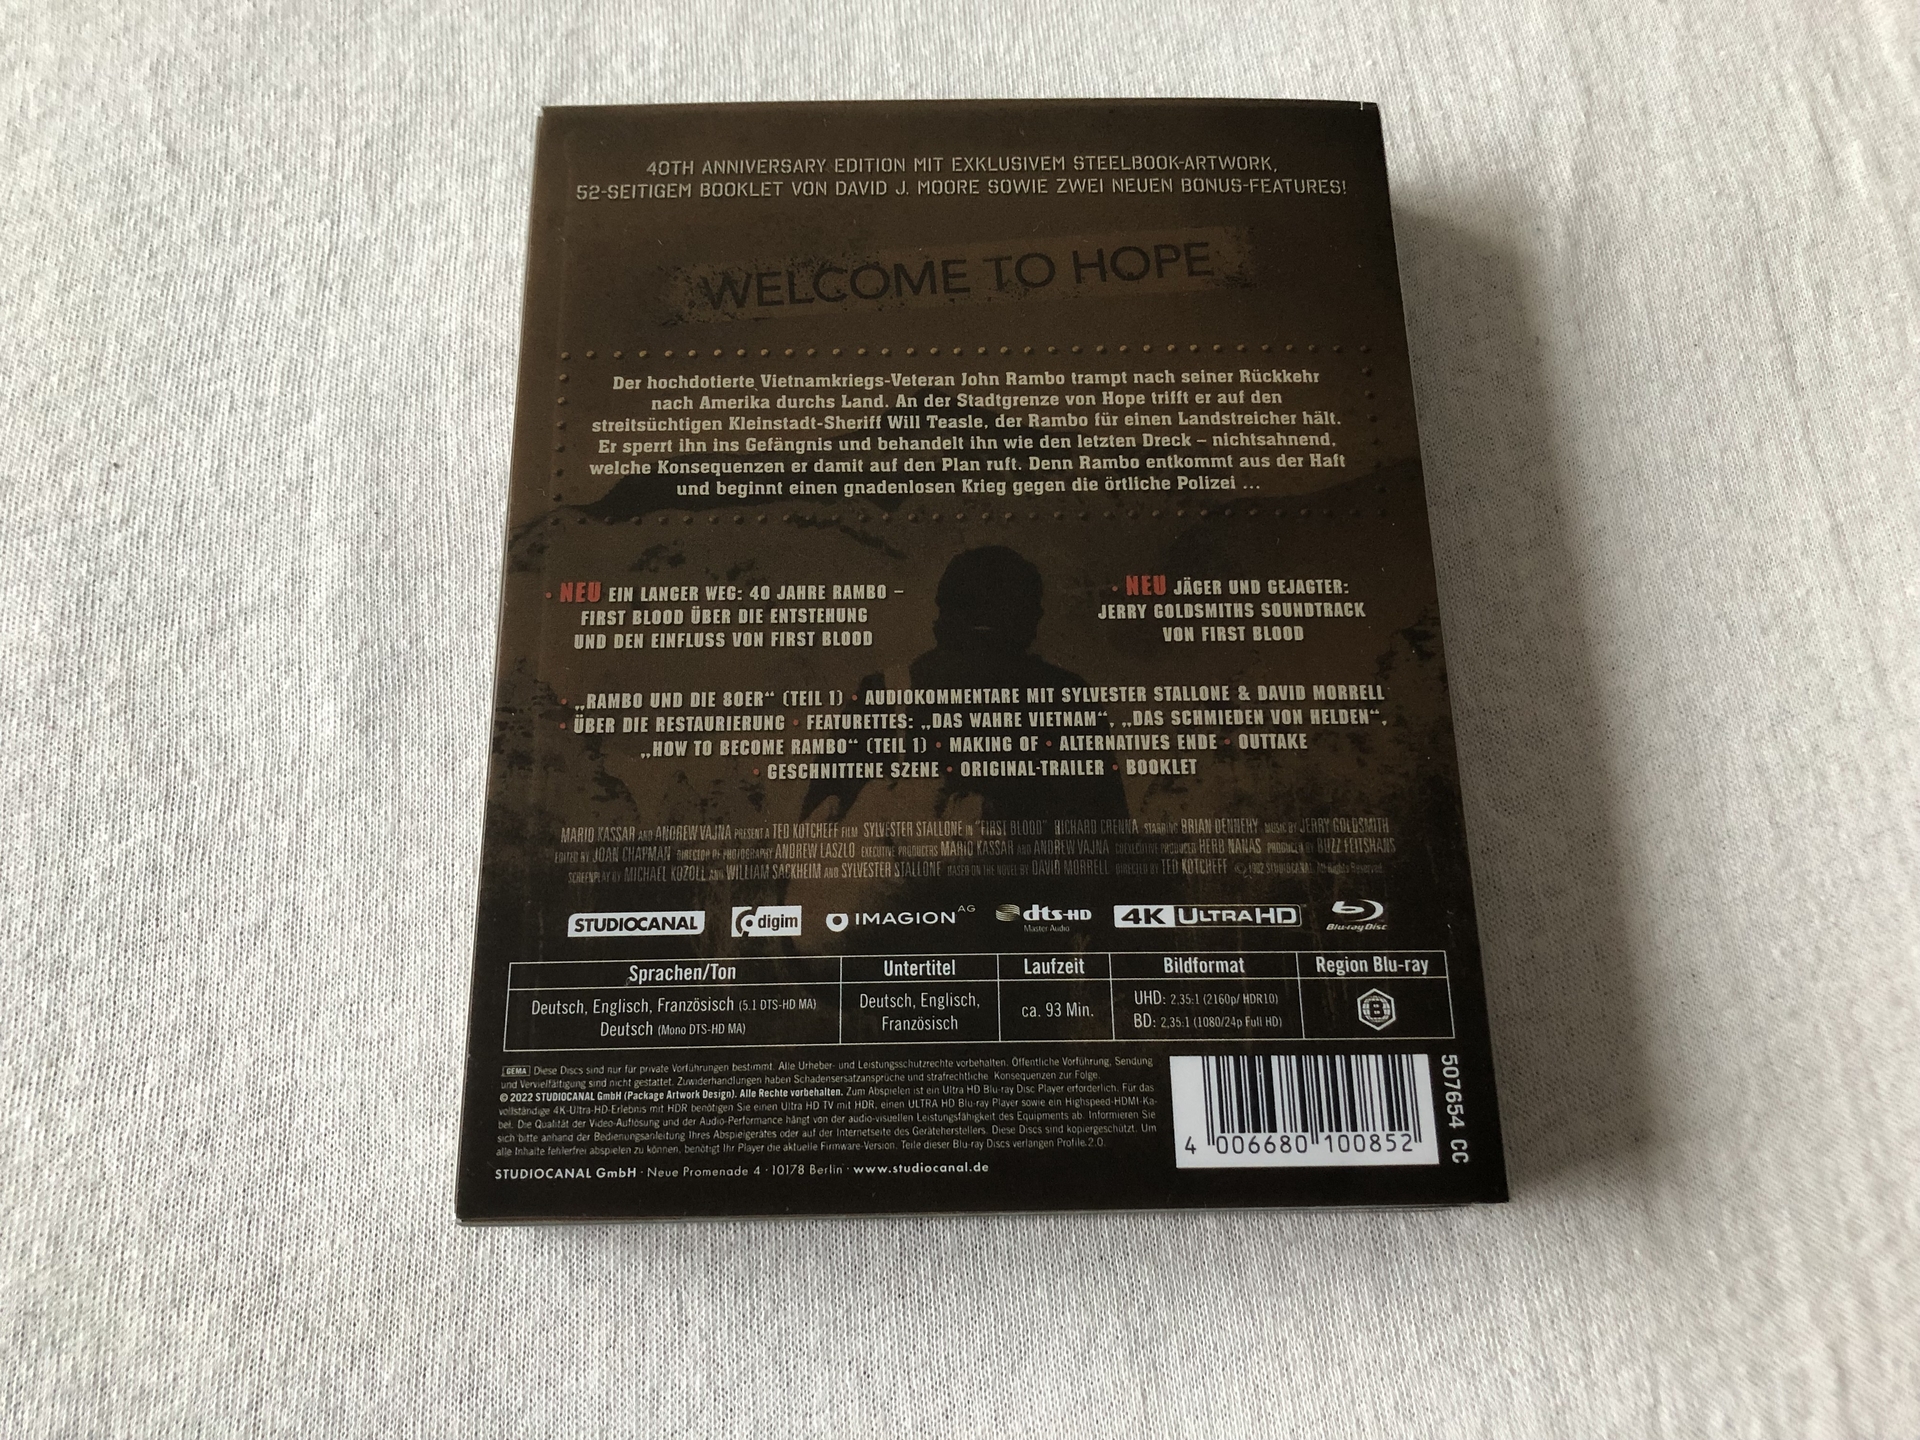 40TH ANNIVERSARY EDITION MIT EXKLUSIVEM STEELBOOK-ARTWORK,
52-SEITIGEM BOOKLET VON DAVID J. MOORE SOWIE ZWEI NEUEN BONUS-FEATURES!
WELCOME TO HOPE
Der hochdotierte Vietnamkriegs-Veteran John Rambo trampt nach seiner Rückkehr
nach Amerika durchs Land. An der Stadtgrenze von Hope trifft er auf den
streitsüchtigen Kleinstadt-Sheriff Will Teasle, der Rambo für einen Landstreicher hält.
Er sperrt ihn ins Gefängnis und behandelt ihn wie den letzten Dreck – nichtsahnend,
welche Konsequenzen er damit auf den Plan ruft. Denn Rambo entkommt aus der Haft
und beginnt einen gnadenlosen Krieg gegen die örtliche Polizei ...
• NEU EIN LANGER WEG: 40 JAHRE RAMBO –
FIRST BLOOD ÜBER DIE ENTSTEHUNG
UND DEN EINFLUSS VON FIRST BLOOD
• NEU JÄGER UND GEJAGTER:
JERRY GOLDSMITHS SOUNDTRACK
VON FIRST BLOOD
• „RAMBO UND DIE 80ER“ (TEIL 1) • AUDIOKOMMENTARE MIT SYLVESTER STALLONE & DAVID MORRELL
• ÜBER DIE RESTAURIERUNG • FEATURETTES: „DAS WAHRE VIETNAM“, „DAS SCHMIEDEN VON HELDEN“,
„HOW TO BECOME RAMBO“ (TEIL 1) • MAKING OF • ALTERNATIVES ENDE • OUTTAKE
• GESCHNITTENE SZENE • ORIGINAL-TRAILER • BOOKLET
MARIO KASSAR AND ANDREW VAJNA PRESENT A TED KOTCHEFF FILM SYLVESTER STALLONE IN "FIRST BLOOD" RICHARD CRENNA STARRING BRIAN DENNEHY MUSIC BY JERRY GOLDSMITH
EDITED BY JOAN CHAPMAN DIRECTOR OF PHOTOGRAPHY ANDREW LASZLO EXECUTIVE PRODUCERS MARIO KASSAR AND ANDREW VAJNA COEXECUTIVE PRODUCER HERB NANAS PRODUCED BY BUZZ FEITSHANS
SCREENPLAY BY MICHAEL KOZOLL AND WILLIAM SACKHEIM AND SYLVESTER STALLONE BASED ON THE NOVEL BY DAVID MORRELL DIRECTED BY TED KOTCHEFF © 1982 STUDIOCANAL. All Rights Reserved.
STUDIOCANAL digim IMAGION AG dts-HD Master Audio 4K ULTRA HD Blu-ray Disc
Sprachen/Ton Untertitel Laufzeit Bildformat Region Blu-ray
Deutsch, Englisch, Französisch (5.1 DTS-HD MA)
Deutsch (Mono DTS-HD MA)
Deutsch, Englisch,
Französisch
ca. 93 Min.
UHD: 2,35:1 (2160p/ HDR10)
BD: 2,35:1 (1080/24p Full HD)
B
GEMA Diese Discs sind nur für private Vorführungen bestimmt. Alle Urheber- und Leistungsschutzrechte vorbehalten. Öffentliche Vorführung, Sendung
und Vervielfältigung sind nicht gestattet. Zuwiderhandlungen haben Schadensersatzansprüche und strafrechtliche Konsequenzen zur Folge.
© 2022 STUDIOCANAL GmbH (Package Artwork Design). Alle Rechte vorbehalten. Zum Abspielen ist ein Ultra HD Blu-ray Disc Player erforderlich. Für das
vollständige 4K-Ultra-HD-Erlebnis mit HDR benötigen Sie einen Ultra HD TV mit HDR, einen ULTRA HD Blu-ray Player sowie ein Highspeed-HDMI-Ka-
bel. Die Qualität der Video-Auflösung und der Audio-Performance hängt von der audio-visuellen Leistungsfähigkeit des Equipments ab. Informieren Sie
sich bitte anhand der Bedienungsanleitung Ihres Abspielgerätes oder auf der Internetseite des Geräteherstellers. Diese Discs sind kopiergeschützt. Um
alle Inhalte fehlerfrei abspielen zu können, benötigt Ihr Player die aktuelle Firmware-Version. Teile dieser Blu-ray Discs verlangen Profile 2.0.
STUDIOCANAL GmbH · Neue Promenade 4 · 10178 Berlin · www.studiocanal.de
4 006680 100852
507654 CC